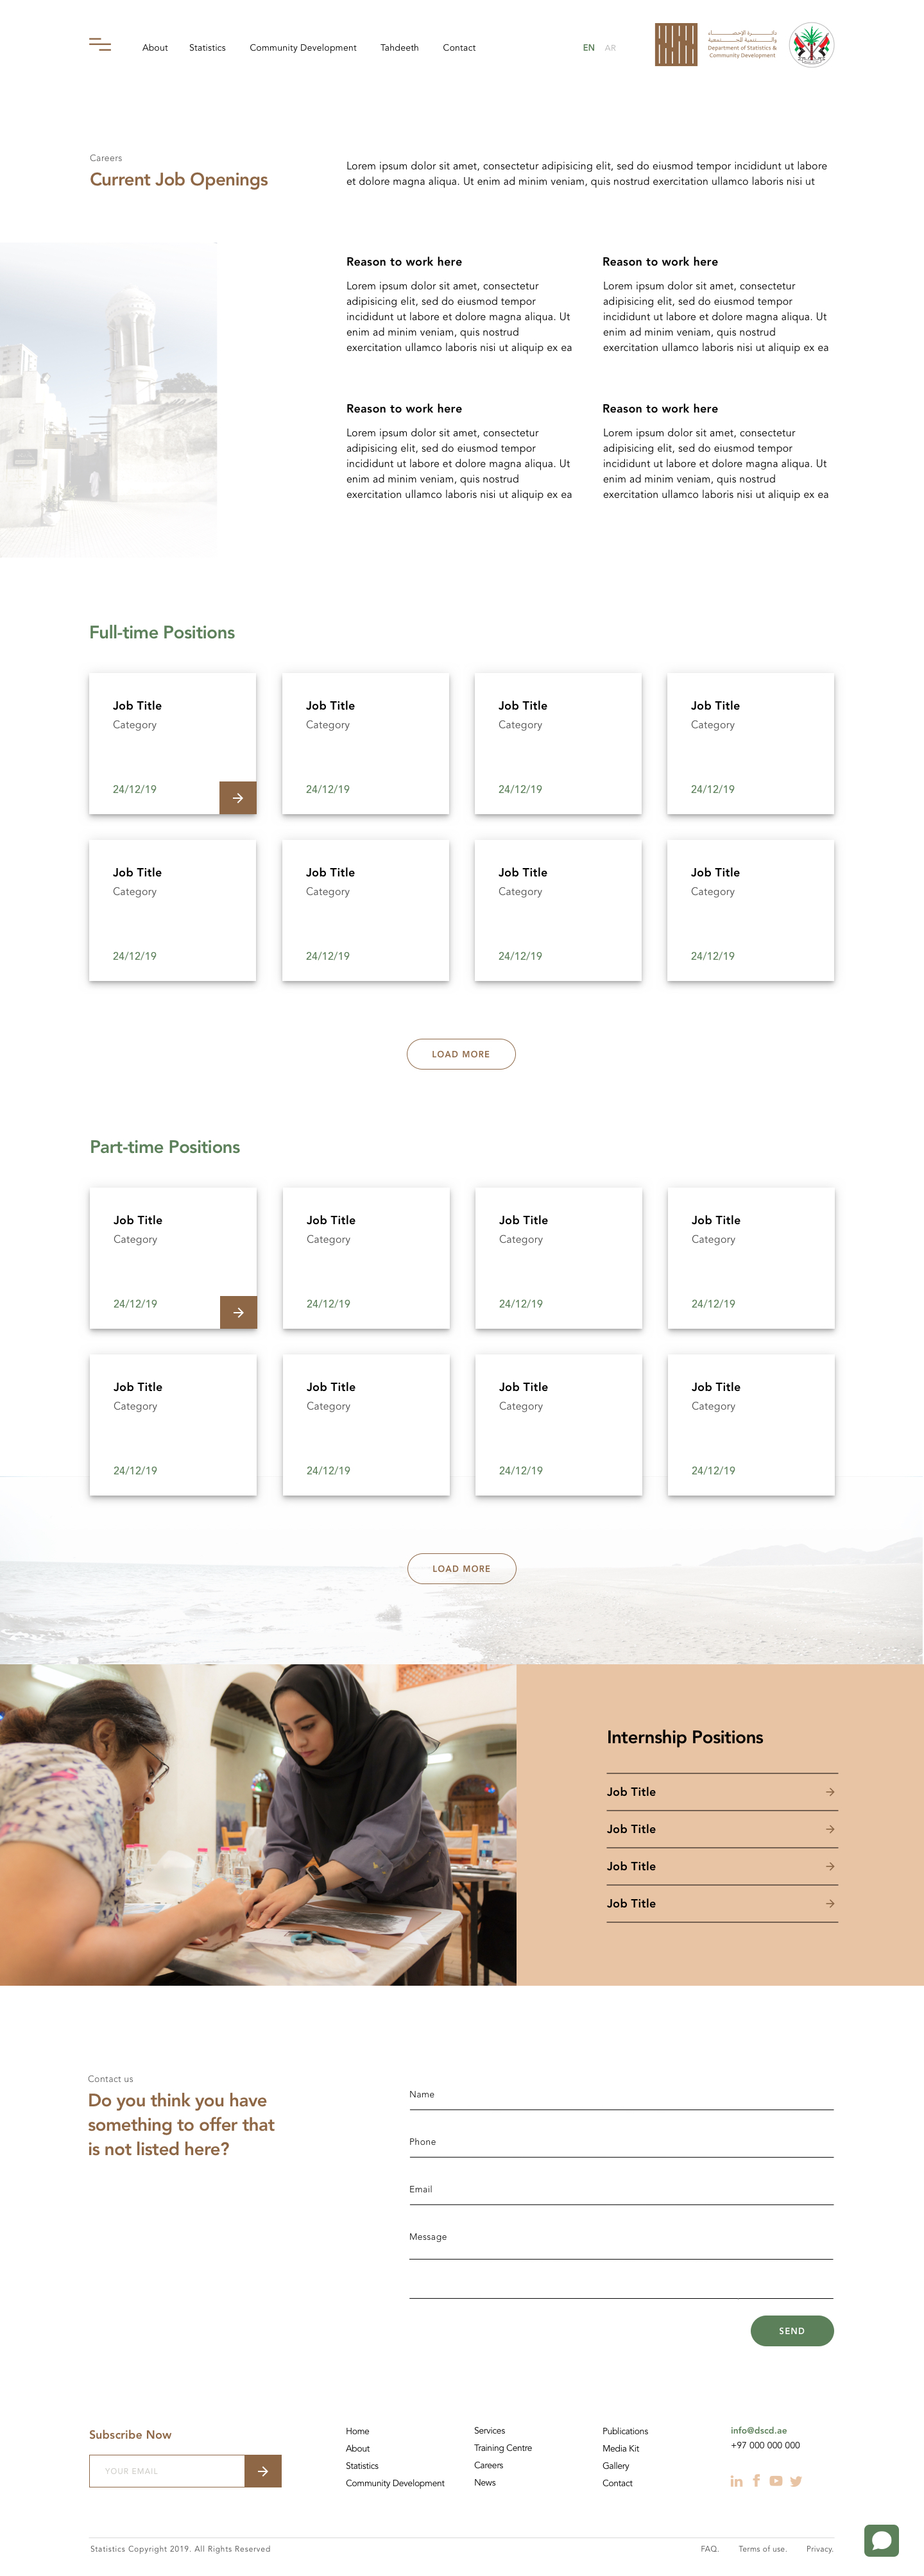 About Statistics Community Development Tahdeeth Contact EN AR
دائــــرة الإحصـــاء
والـــتنمية المجـــتمعية
Department of Statistics &
Community Development
Careers
Current Job Openings
Lorem ipsum dolor sit amet, consectetur adipisicing elit, sed do eiusmod tempor incididunt ut labore
et dolore magna aliqua. Ut enim ad minim veniam, quis nostrud exercitation ullamco laboris nisi ut
Reason to work here
Lorem ipsum dolor sit amet, consectetur
adipisicing elit, sed do eiusmod tempor
incididunt ut labore et dolore magna aliqua. Ut
enim ad minim veniam, quis nostrud
exercitation ullamco laboris nisi ut aliquip ex ea
Reason to work here
Lorem ipsum dolor sit amet, consectetur
adipisicing elit, sed do eiusmod tempor
incididunt ut labore et dolore magna aliqua. Ut
enim ad minim veniam, quis nostrud
exercitation ullamco laboris nisi ut aliquip ex ea
Reason to work here
Lorem ipsum dolor sit amet, consectetur
adipisicing elit, sed do eiusmod tempor
incididunt ut labore et dolore magna aliqua. Ut
enim ad minim veniam, quis nostrud
exercitation ullamco laboris nisi ut aliquip ex ea
Reason to work here
Lorem ipsum dolor sit amet, consectetur
adipisicing elit, sed do eiusmod tempor
incididunt ut labore et dolore magna aliqua. Ut
enim ad minim veniam, quis nostrud
exercitation ullamco laboris nisi ut aliquip ex ea
Full-time Positions
Job Title
Category
24/12/19
Job Title
Category
24/12/19
Job Title
Category
24/12/19
Job Title
Category
24/12/19
Job Title
Category
24/12/19
Job Title
Category
24/12/19
Job Title
Category
24/12/19
Job Title
Category
24/12/19
LOAD MORE
Part-time Positions
Job Title
Category
24/12/19
Job Title
Category
24/12/19
Job Title
Category
24/12/19
Job Title
Category
24/12/19
Job Title
Category
24/12/19
Job Title
Category
24/12/19
Job Title
Category
24/12/19
Job Title
Category
24/12/19
LOAD MORE
Internship Positions
Job Title
Job Title
Job Title
Job Title
Contact us
Do you think you have
something to offer that
is not listed here?
Name
Phone
Email
Message
SEND
Subscribe Now
YOUR EMAIL
Home
About
Statistics
Community Development
Services
Training Centre
Careers
News
Publications
Media Kit
Gallery
Contact
info@dscd.ae
+97 000 000 000
Statistics Copyright 2019. All Rights Reserved
FAQ. Terms of use. Privacy.